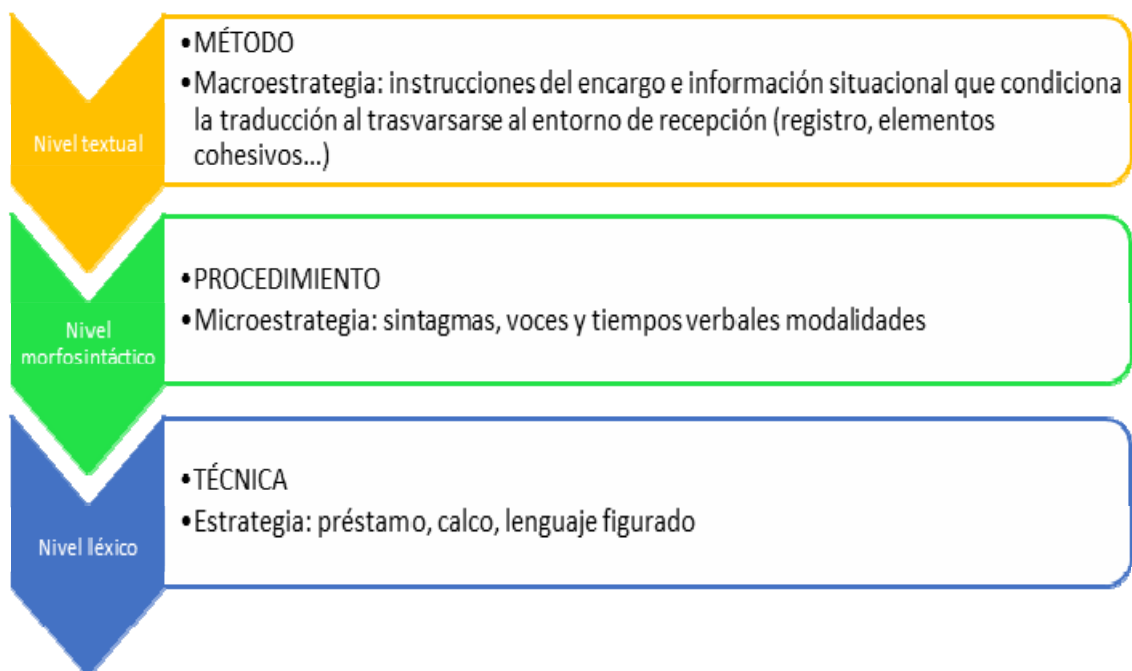 Nivel textual
•MÉTODO
•Macroestrategia: instrucciones del encargo e información situacional que condiciona
la traducción al trasvarsarse al entorno de recepción (registro, elementos
cohesivos...)
Nivel
morfosintáctico
•PROCEDIMIENTO
•Microestrategia: sintagmas, voces y tiempos verbales modalidades
Nivel léxico
•TÉCNICA
•Estrategia: préstamo, calco, lenguaje figurado